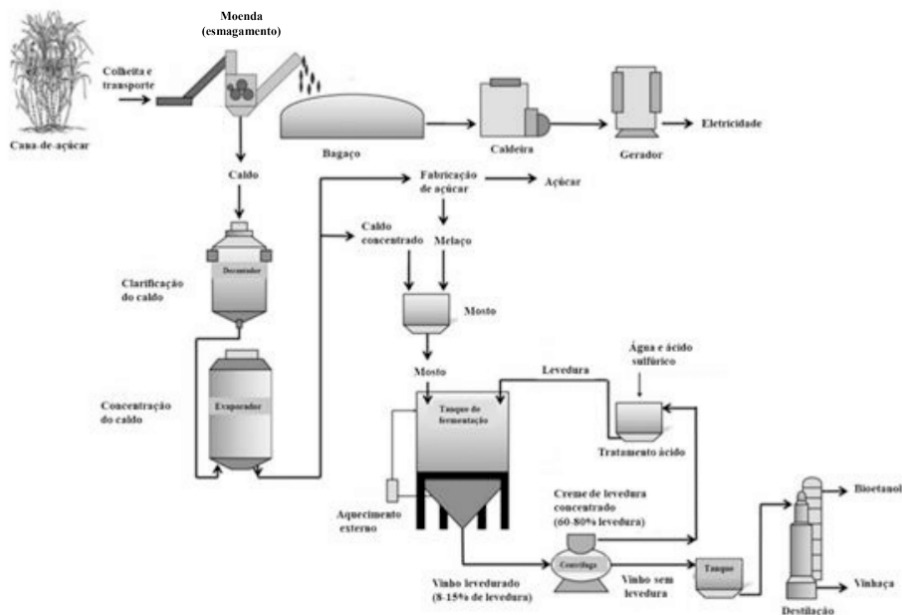 Moenda
(esmagamento)
Colheita e
transporte
Cana-de-açúcar
Bagaço
Caldeira
Gerador
Eletricidade
Caldo
Fabricação
de açúcar
Açúcar
Caldo
concentrado
Melaço
Decantador
Clarificação
do caldo
Mosto
Mosto
Levedura
Água e ácido
sulfúrico
Concentração
do caldo
Evaporador
Tanque de
fermentação
Tratamento ácido
Aquecimento
externo
Creme de levedura
concentrado
(60-80% levedura)
Bioetanol
Centrífuga
Tanque
Vinho levedurado
(8-15% de levedura)
Vinho sem
levedura
Vinhaça
Destilação